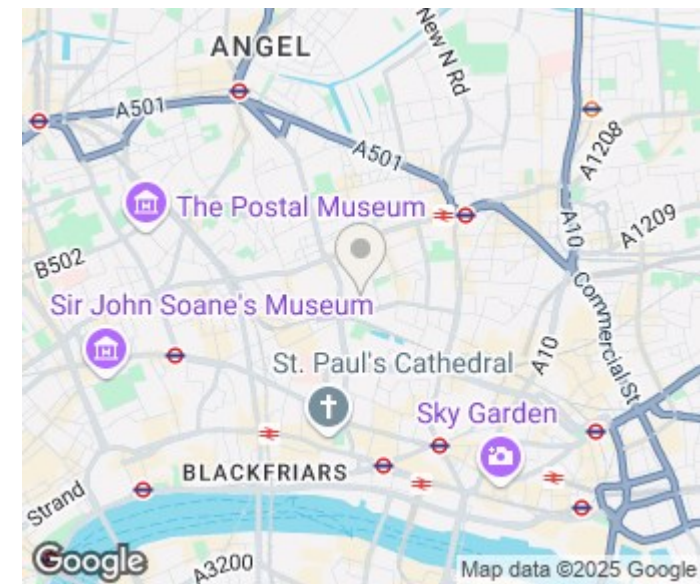 ANGEL
New N Rd
A501
A501
A1208
The Postal Museum
A10
A1209
B502
Sir John Soane's Museum
Commercial St
A10
St. Paul's Cathedral
Sky Garden
BLACKFRIARS
Strand
Google
A3200
Map data ©2025 Google